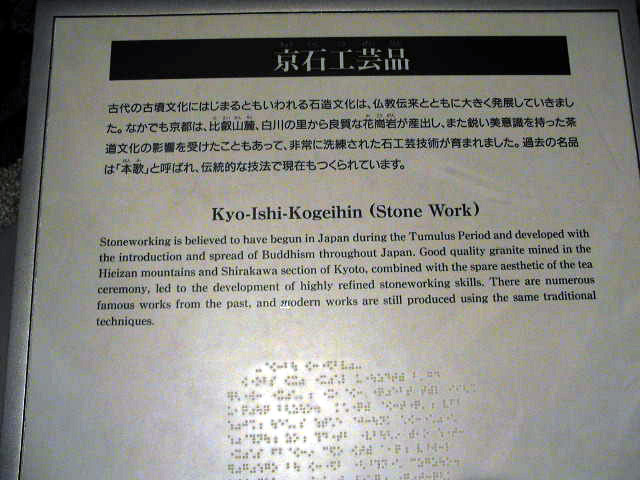 京石工芸品
古代の古墳文化にはじまるともいわれる石造文化は、仏教伝来とともに大きく発展していきまし
た。なかでも京都は、比叡山麓、白川の里から良質な花崗岩が産出し、また鋭い美意識を持った茶
道文化の影響を受けたこともあって、非常に洗練された石工芸技術が育まれました。過去の名品
は「本歌」と呼ばれ、伝統的な技法で現在もつくられています。
Kyo-Ishi-Kogeihin (Stone Work)
Stoneworking is believed to have begun in Japan during the Tumulus Period and developed with
the introduction and spread of Buddhism throughout Japan. Good quality granite mined in the
Hieizan mountains and Shirakawa section of Kyoto, combined with the spare aesthetic of the tea
ceremony, led to the development of highly refined stoneworking skills. There are numerous
famous works from the past, and modern works are still produced using the same traditional
techniques.